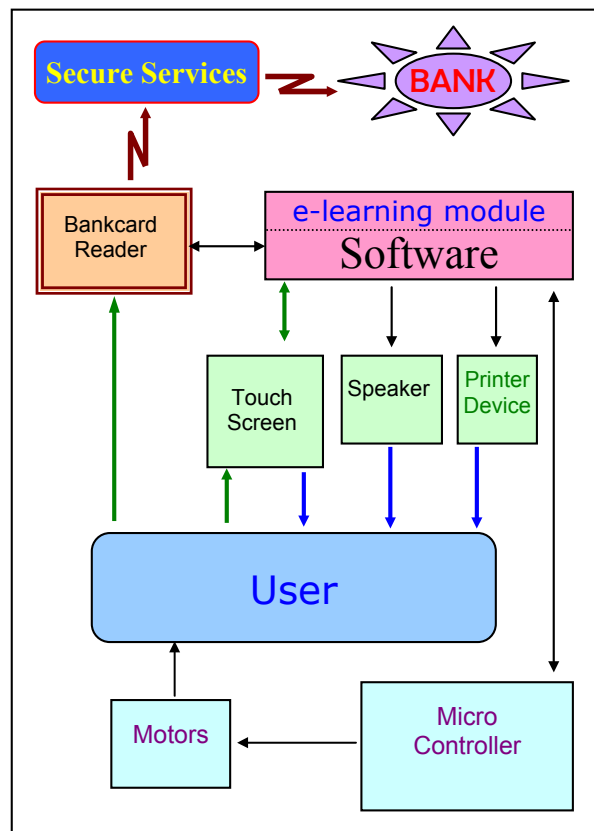 Secure Services
BANK
Bankcard
Reader
e-learning module
Software
Touch
Screen
Speaker
Printer
Device
User
Motors
Micro
Controller